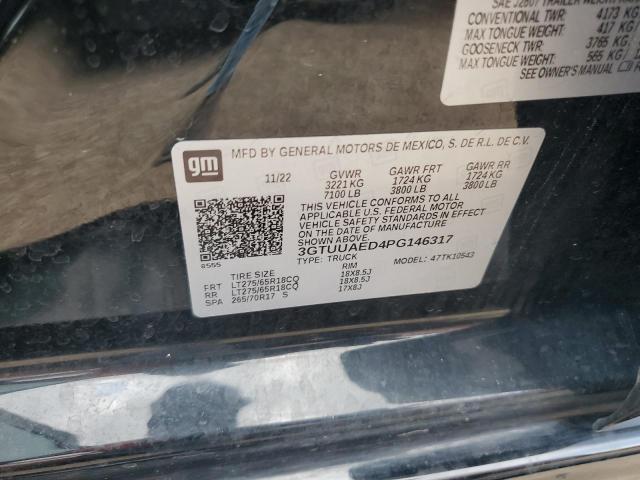 SAE J2807 TRAILER WEIGHT
CONVENTIONAL TWR: 4173 KG
MAX TONGUE WEIGHT: 417 KG
GOOSENECK TWR: 3765 KG
MAX TONGUE WEIGHT: 565 KG
SEE OWNER'S MANUAL
gm
MFD BY GENERAL MOTORS DE MEXICO, S. DE R.L. DE C.V.
11/22 GVWR GAWR FRT GAWR RR
3221 KG 1724 KG 1724 KG
7100 LB 3800 LB 3800 LB
THIS VEHICLE CONFORMS TO ALL
APPLICABLE U.S. FEDERAL MOTOR
VEHICLE SAFETY STANDARDS IN EFFECT ON
THE DATE OF MANUFACTURE SHOWN ABOVE.
3GTUUAED4PG146317
8555 TYPE: TRUCK MODEL: 47TK10543
TIRE SIZE RIM
FRT LT275/65R18CQ 18X8.5J
RR LT275/65R18CQ 18X8.5J
SPA 265/70R17 S 17X8J